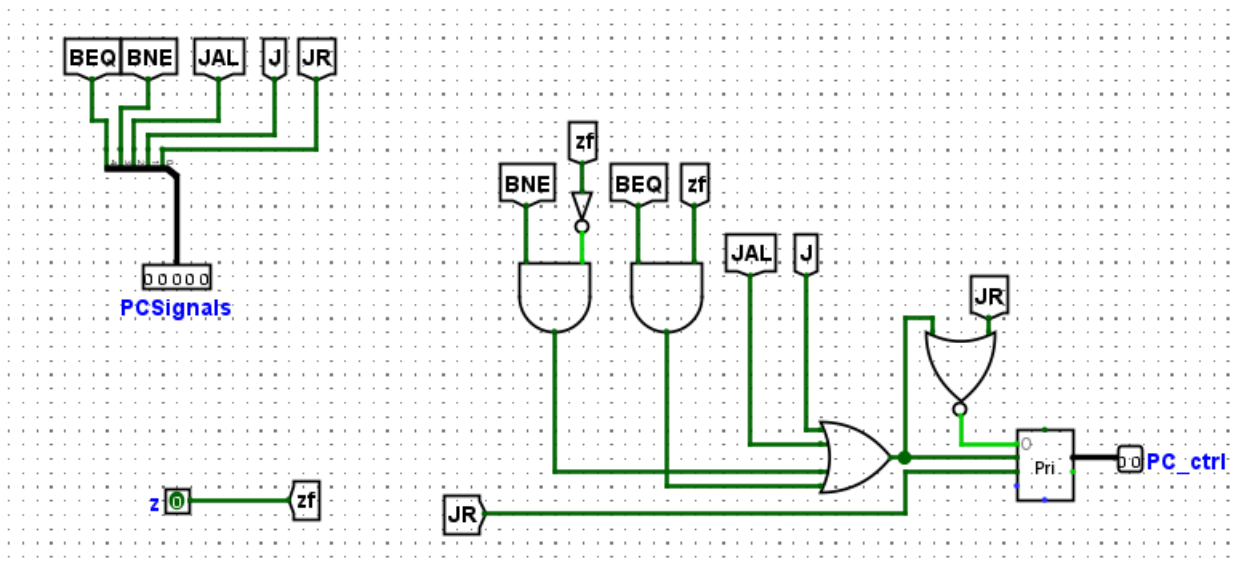 BEQ BNE JAL J JR
zf
BNE BEQ zf
JAL J
00000
JR
PCSignals
0
Pri 00 PC_ctrl
z 0 zf
JR